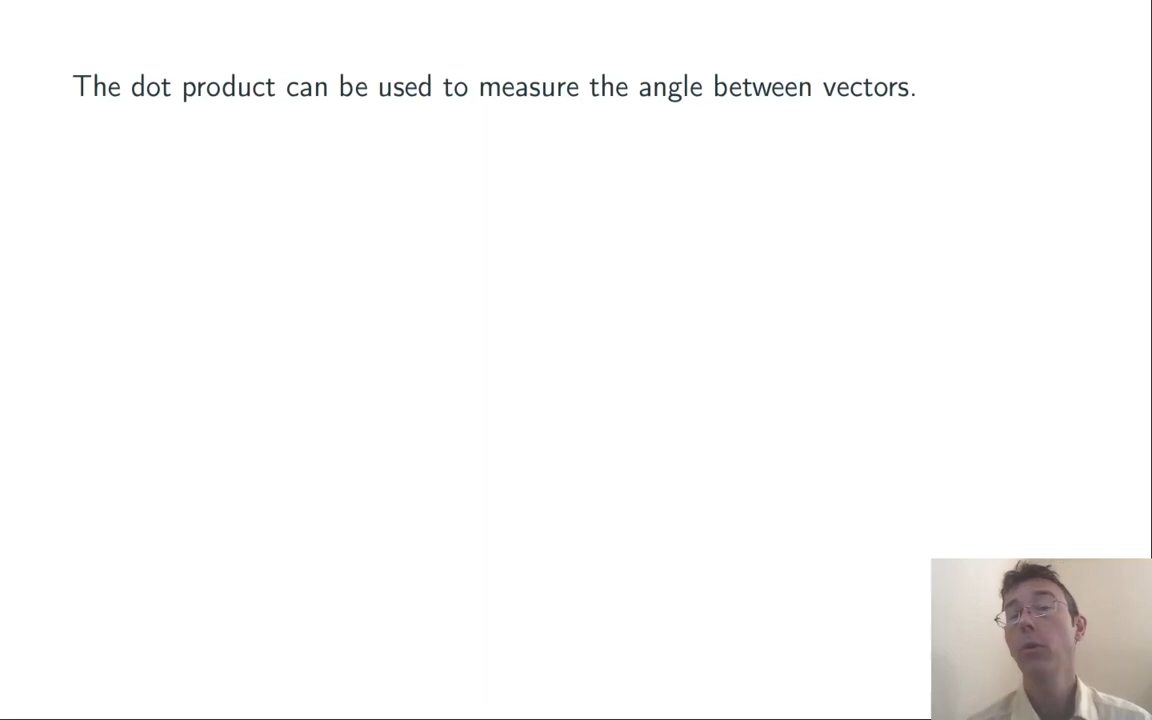 The dot product can be used to measure the angle between vectors.